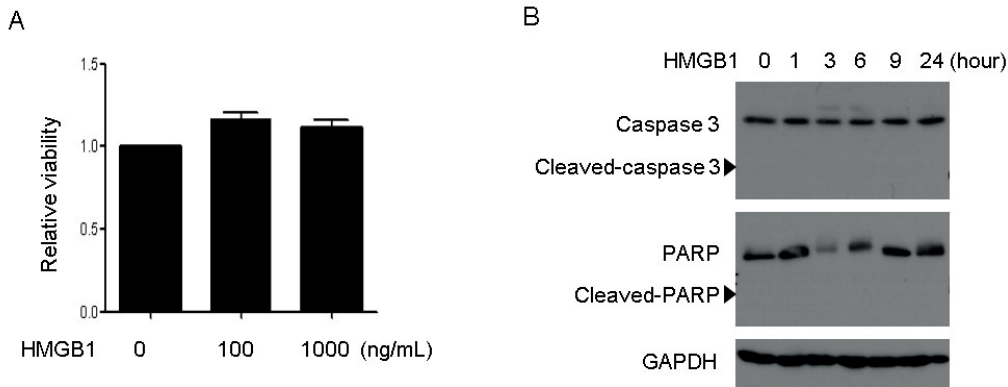 A
Relative viability
1.5
1.0
0.5
0.0
HMGB1 0 100 1000 (ng/mL)
B
HMGB1 0 1 3 6 9 24 (hour)
Caspase 3
Cleaved-caspase 3
PARP
Cleaved-PARP
GAPDH